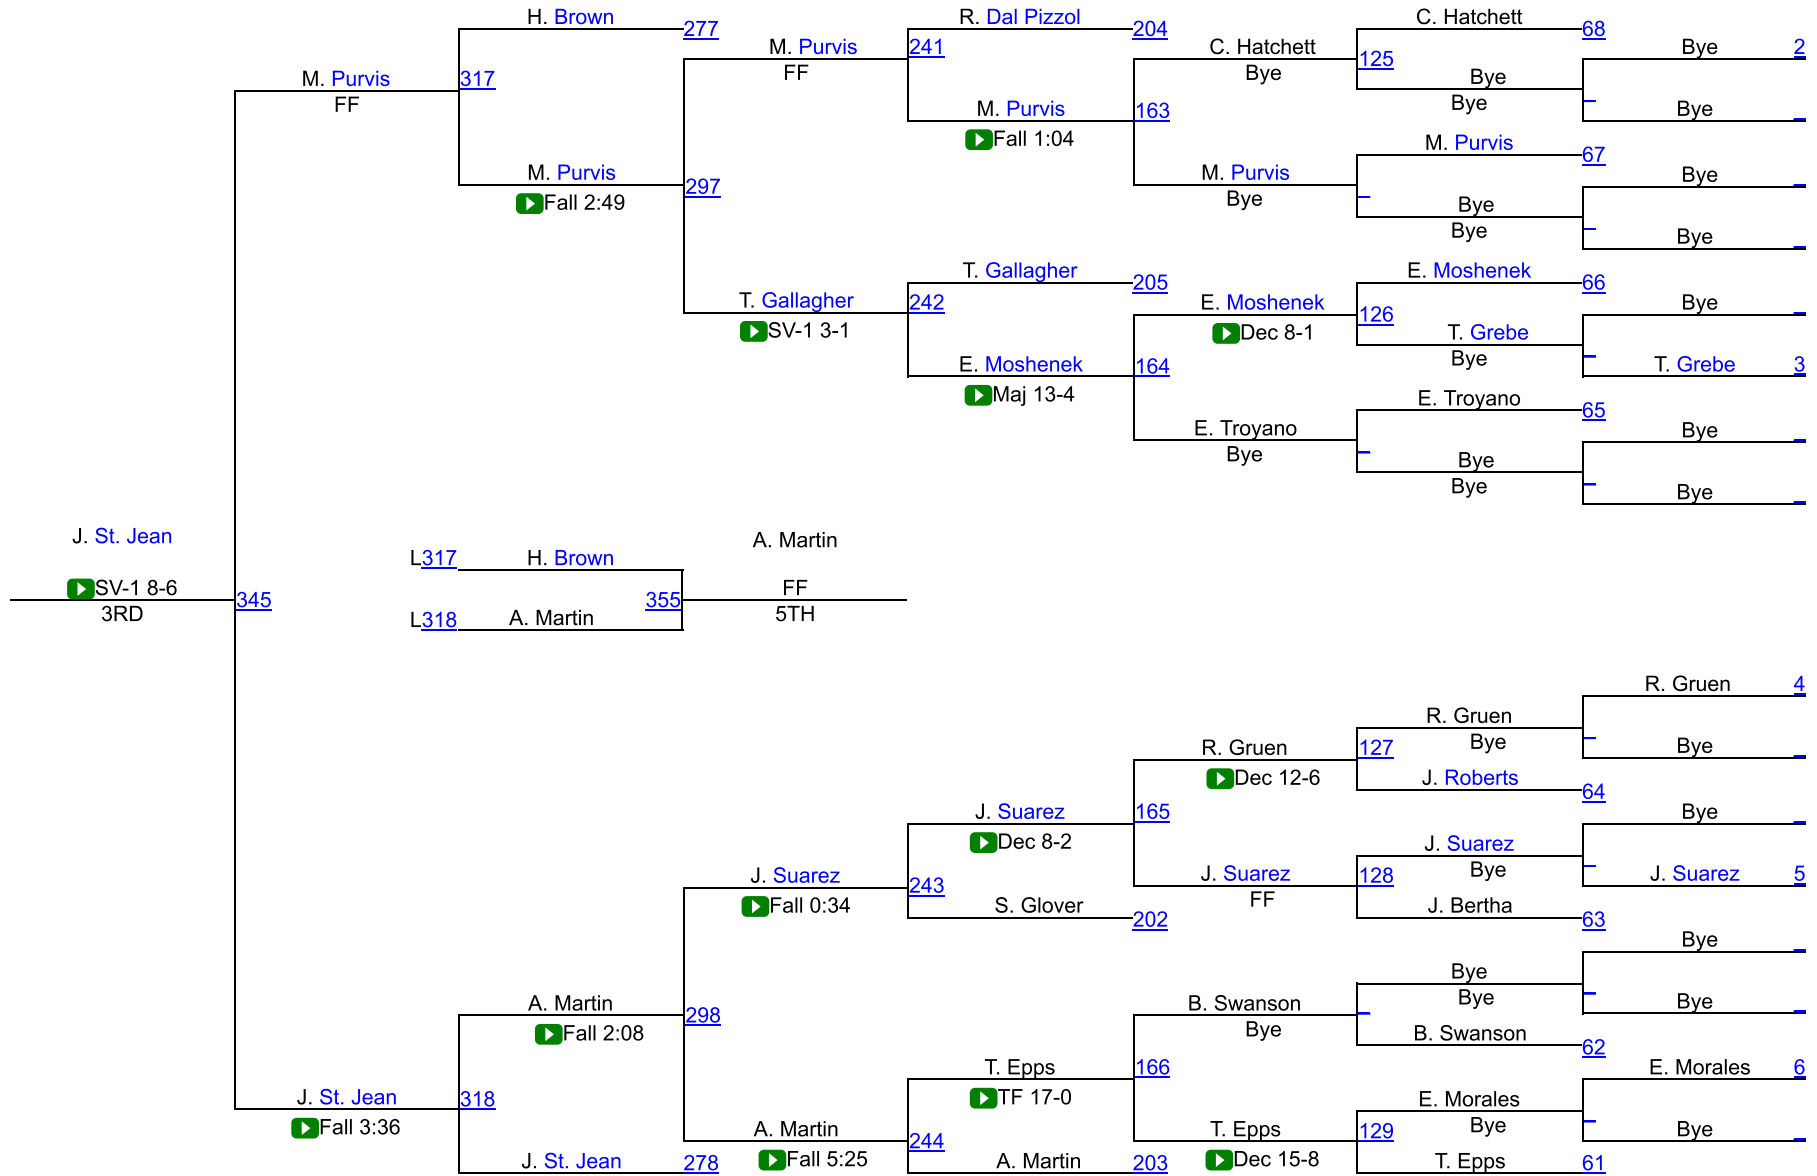 H. Brown
277
R. Dal Pizzol
204
C. Hatchett
68
M. Purvis
FF
241
C. Hatchett
Bye
125
Bye
2
M. Purvis
FF
317
Bye
Bye
Bye
M. Purvis
Fall 1:04
163
M. Purvis
67
M. Purvis
Fall 2:49
297
M. Purvis
Bye
Bye
Bye
Bye
Bye
T. Gallagher
205
E. Moshenek
66
T. Gallagher
SV-1 3-1
242
E. Moshenek
Dec 8-1
126
Bye
T. Grebe
Bye
E. Moshenek
Maj 13-4
164
T. Grebe
3
E. Troyano
65
E. Troyano
Bye
Bye
Bye
Bye
Bye
J. St. Jean
SV-1 8-6
3RD
345
L317
H. Brown
A. Martin
355
FF
5TH
L318
A. Martin
R. Gruen
4
R. Gruen
Bye
R. Gruen
Dec 12-6
127
Bye
J. Roberts
64
J. Suarez
Dec 8-2
165
Bye
J. Suarez
Bye
J. Suarez
Fall 0:34
243
J. Suarez
FF
128
J. Suarez
5
S. Glover
202
J. Bertha
63
Bye
Bye
Bye
A. Martin
Fall 2:08
298
B. Swanson
Bye
Bye
B. Swanson
62
T. Epps
TF 17-0
166
E. Morales
6
J. St. Jean
Fall 3:36
318
E. Morales
Bye
A. Martin
Fall 5:25
244
T. Epps
Dec 15-8
129
Bye
J. St. Jean
278
A. Martin
203
T. Epps
61